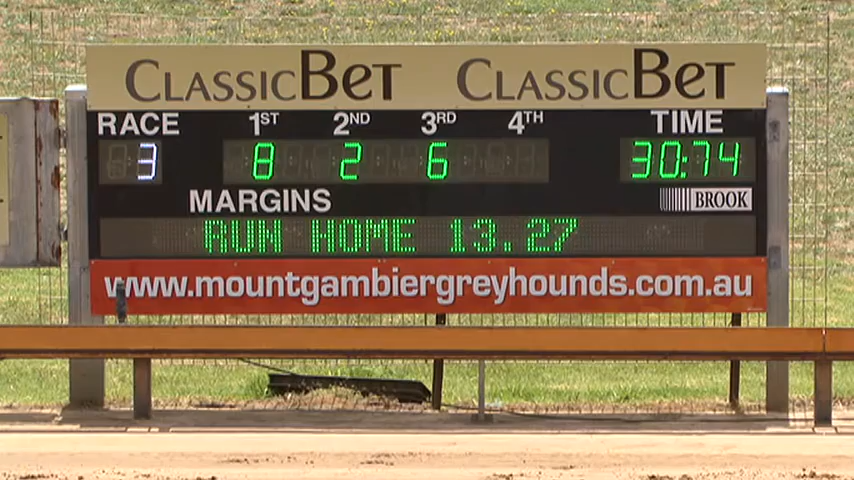 CLASSICBET CLASSICBET
RACE 1ST 2ND 3RD 4TH TIME
3 8 2 6 30:74
MARGINS BROOK
RUN HOME 13.27
www.mountgambiergreyhounds.com.au